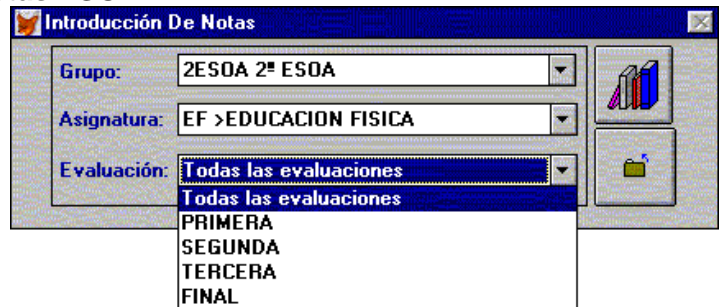 Introducción De Notas
Grupo: 2ESOA 2º ESOA
Asignatura: EF >EDUCACION FISICA
Evaluación: Todas las evaluaciones
Todas las evaluaciones
PRIMERA
SEGUNDA
TERCERA
FINAL